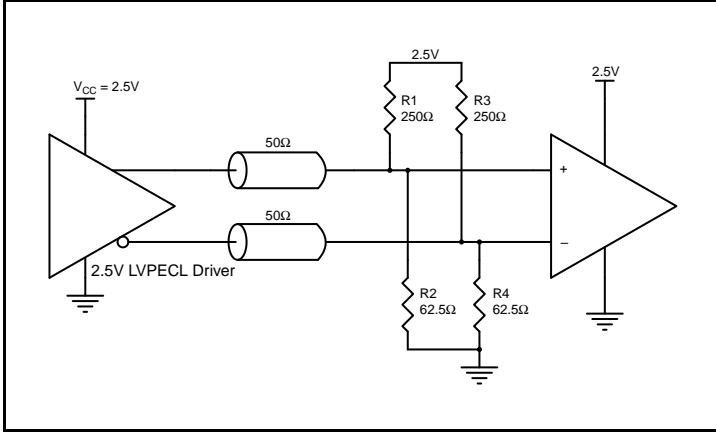 2.5V
V_CC = 2.5V
2.5V
R1
250Ω
R3
250Ω
50Ω
+
50Ω
–
2.5V LVPECL Driver
R2
62.5Ω
R4
62.5Ω